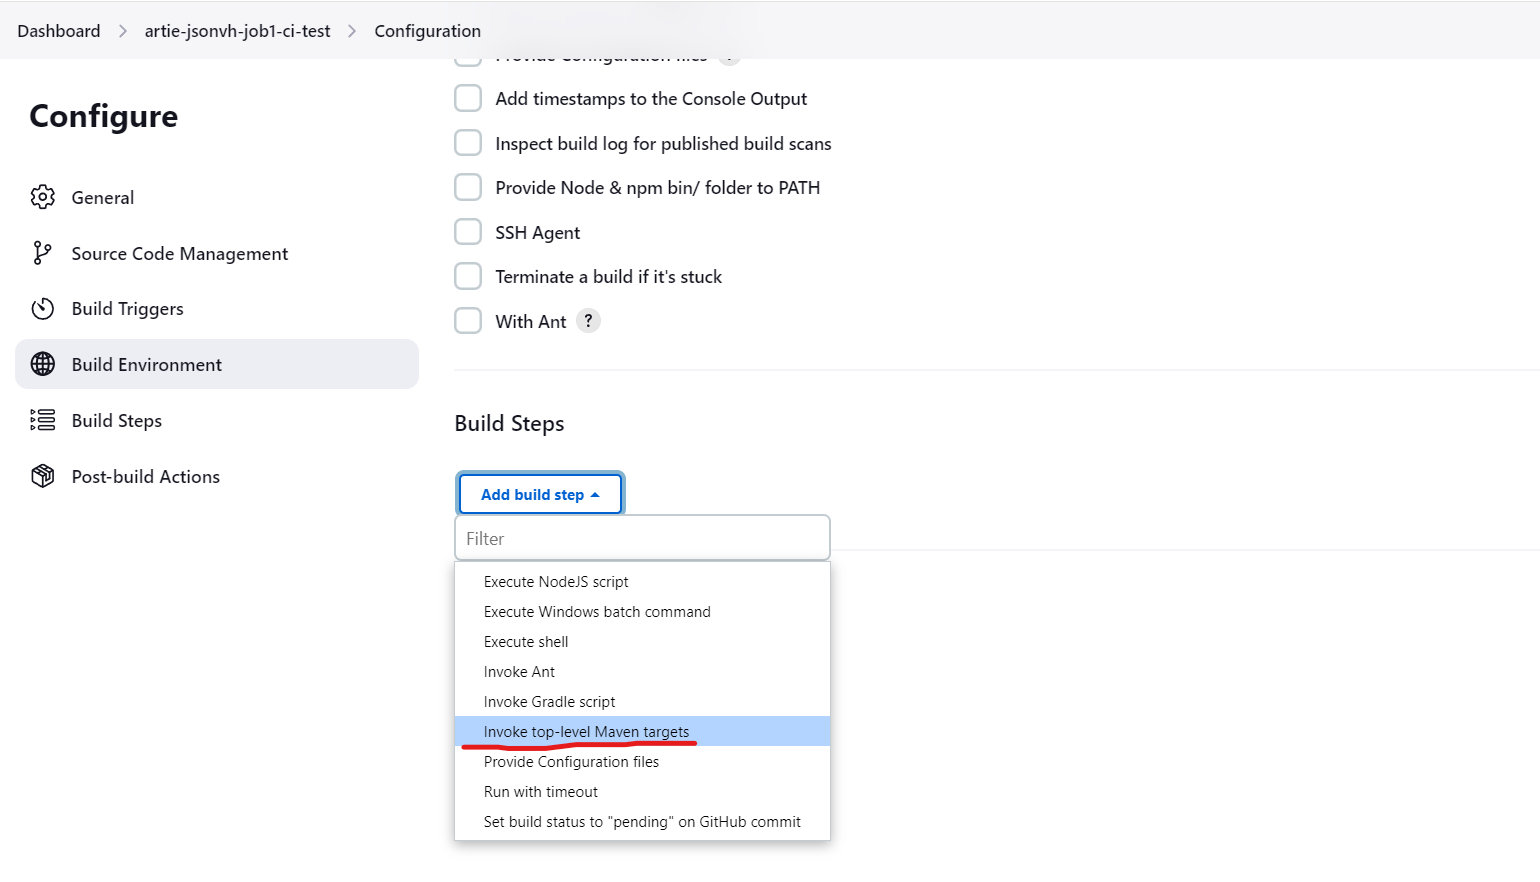 Dashboard > artie-jsonvh-job1-ci-test > Configuration
Configure
General
Source Code Management
Build Triggers
Build Environment
Build Steps
Post-build Actions
Provide Configuration files ?
Add timestamps to the Console Output
Inspect build log for published build scans
Provide Node & npm bin/ folder to PATH
SSH Agent
Terminate a build if it's stuck
With Ant ?
Build Steps
Add build step
Filter
Execute NodeJS script
Execute Windows batch command
Execute shell
Invoke Ant
Invoke Gradle script
Invoke top-level Maven targets
Provide Configuration files
Run with timeout
Set build status to "pending" on GitHub commit